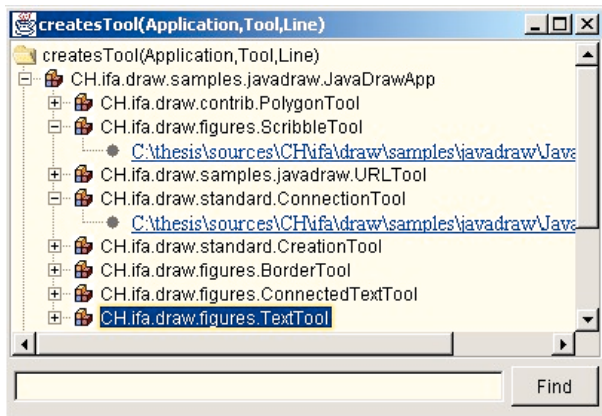 createsTool(Application,Tool,Line)
createsTool(Application,Tool,Line)
CH.ifa.draw.samples.javadraw.JavaDrawApp
CH.ifa.draw.contrib.PolygonTool
CH.ifa.draw.figures.ScribbleTool
C:\thesis\sources\CH\ifa\draw\samples\javadraw\Java
CH.ifa.draw.samples.javadraw.URLTool
CH.ifa.draw.standard.ConnectionTool
C:\thesis\sources\CH\ifa\draw\samples\javadraw\Java
CH.ifa.draw.standard.CreationTool
CH.ifa.draw.figures.BorderTool
CH.ifa.draw.figures.ConnectedTextTool
CH.ifa.draw.figures.TextTool
Find